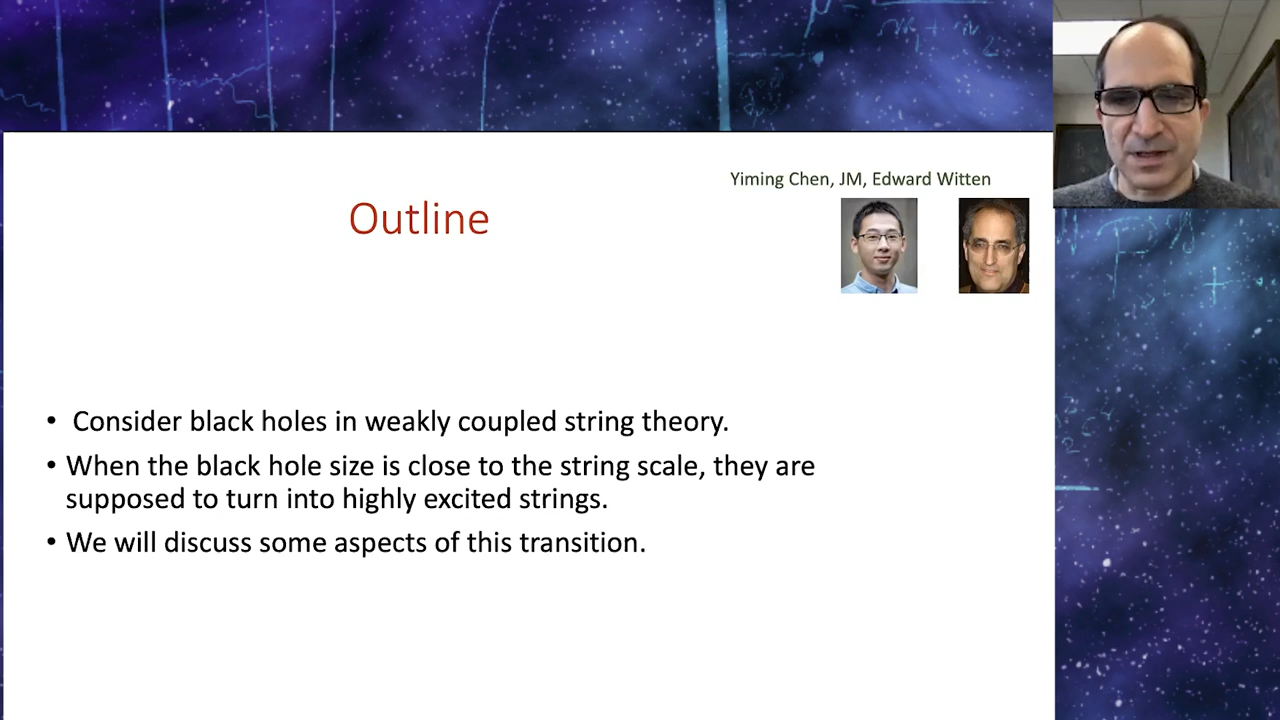 Yiming Chen, JM, Edward Witten
Outline
• Consider black holes in weakly coupled string theory.
• When the black hole size is close to the string scale, they are
supposed to turn into highly excited strings.
• We will discuss some aspects of this transition.